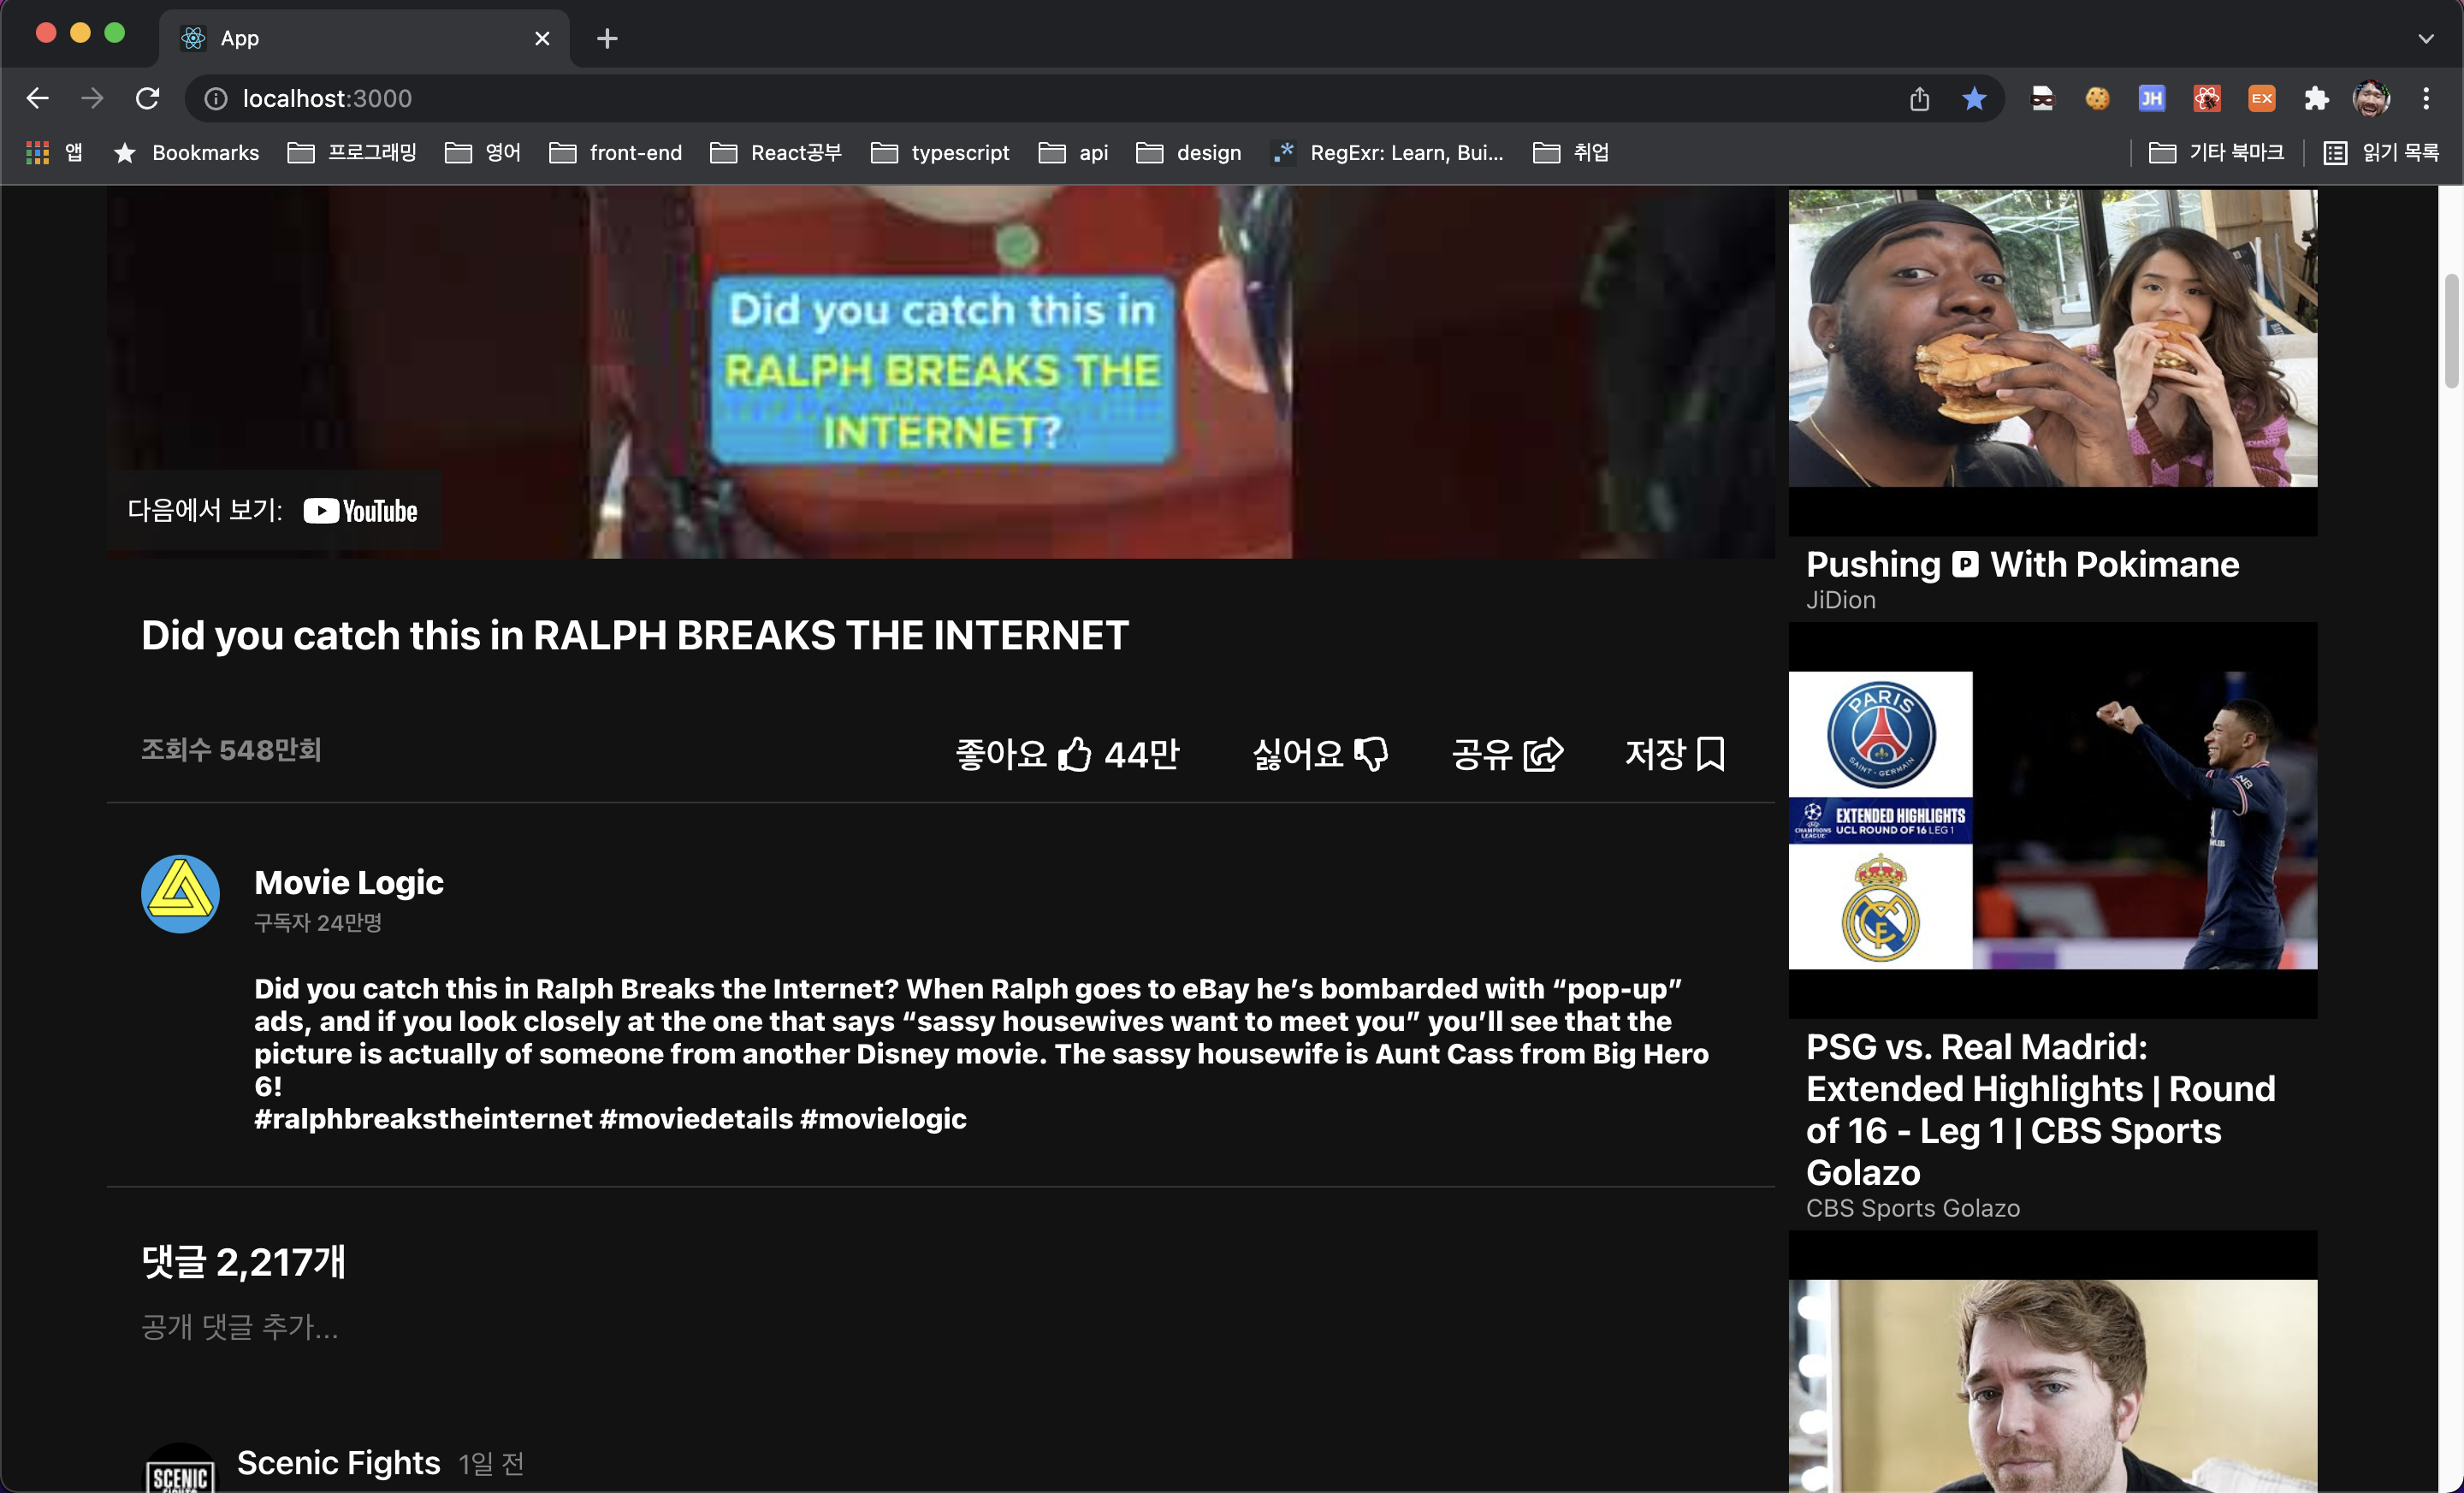 App
localhost:3000
JH
EX
앱
Bookmarks
프로그래밍
영어
front-end
React공부
typescript
api
design
RegExr: Learn, Bui...
취업
기타 북마크
읽기 목록
Did you catch this in
RALPH BREAKS THE
INTERNET?
다음에서 보기: YouTube
Did you catch this in RALPH BREAKS THE INTERNET
조회수 548만회
좋아요 44만
싫어요
공유
저장
Movie Logic
구독자 24만명
Did you catch this in Ralph Breaks the Internet? When Ralph goes to eBay he’s bombarded with “pop-up”
ads, and if you look closely at the one that says “sassy housewives want to meet you” you’ll see that the
picture is actually of someone from another Disney movie. The sassy housewife is Aunt Cass from Big Hero
6!
#ralphbreakstheinternet #moviedetails #movielogic
댓글 2,217개
공개 댓글 추가...
SCENIC
FIGHTS
Scenic Fights 1일 전
Pushing 🅿 With Pokimane
JiDion
PARIS
SAINT-GERMAIN
CHAMPIONS
LEAGUE
EXTENDED HIGHLIGHTS
UCL ROUND OF 16 LEG 1
PSG vs. Real Madrid:
Extended Highlights | Round
of 16 - Leg 1 | CBS Sports
Golazo
CBS Sports Golazo